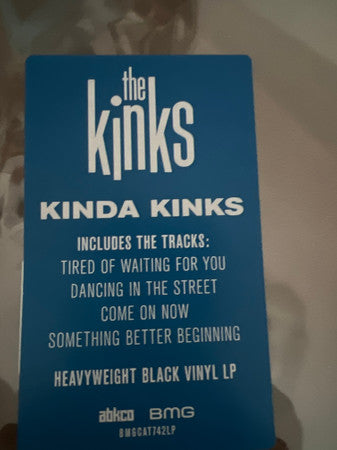 the
kinks
KINDA KINKS
INCLUDES THE TRACKS:
TIRED OF WAITING FOR YOU
DANCING IN THE STREET
COME ON NOW
SOMETHING BETTER BEGINNING
HEAVYWEIGHT BLACK VINYL LP
abkco BMG
BMGCAT742LP